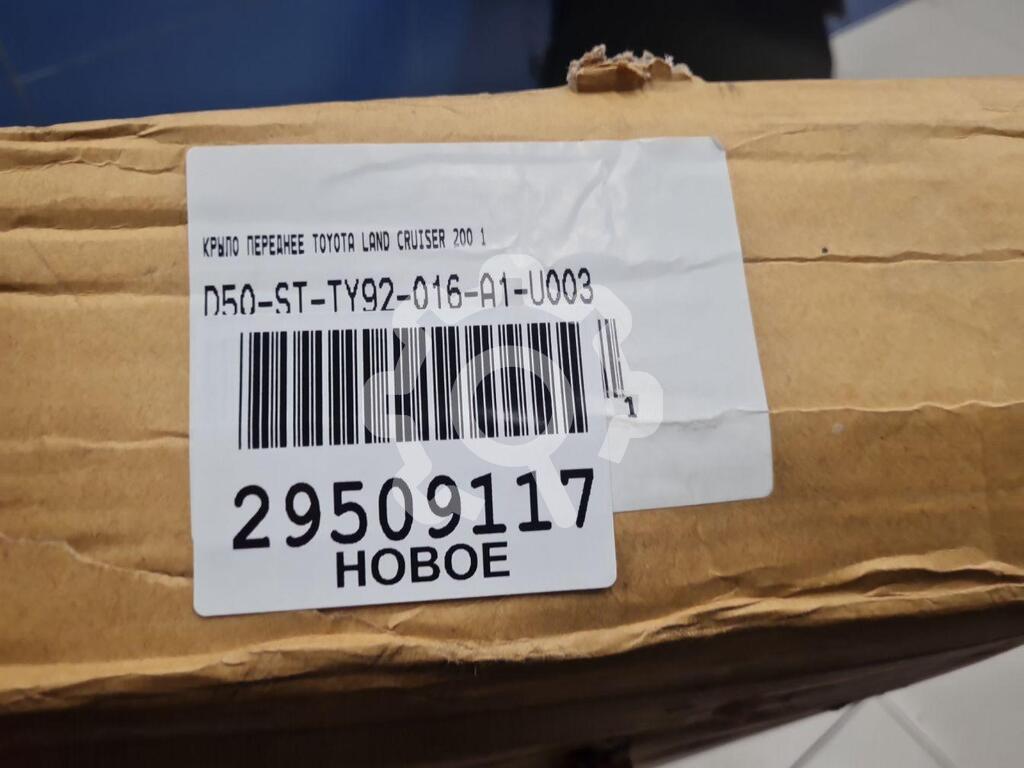 КРЫЛО ПЕРЕДНЕЕ TOYOTA LAND CRUISER 200 1
D50-ST-TY92-016-A1-U003
1
29509117
НОВОЕ